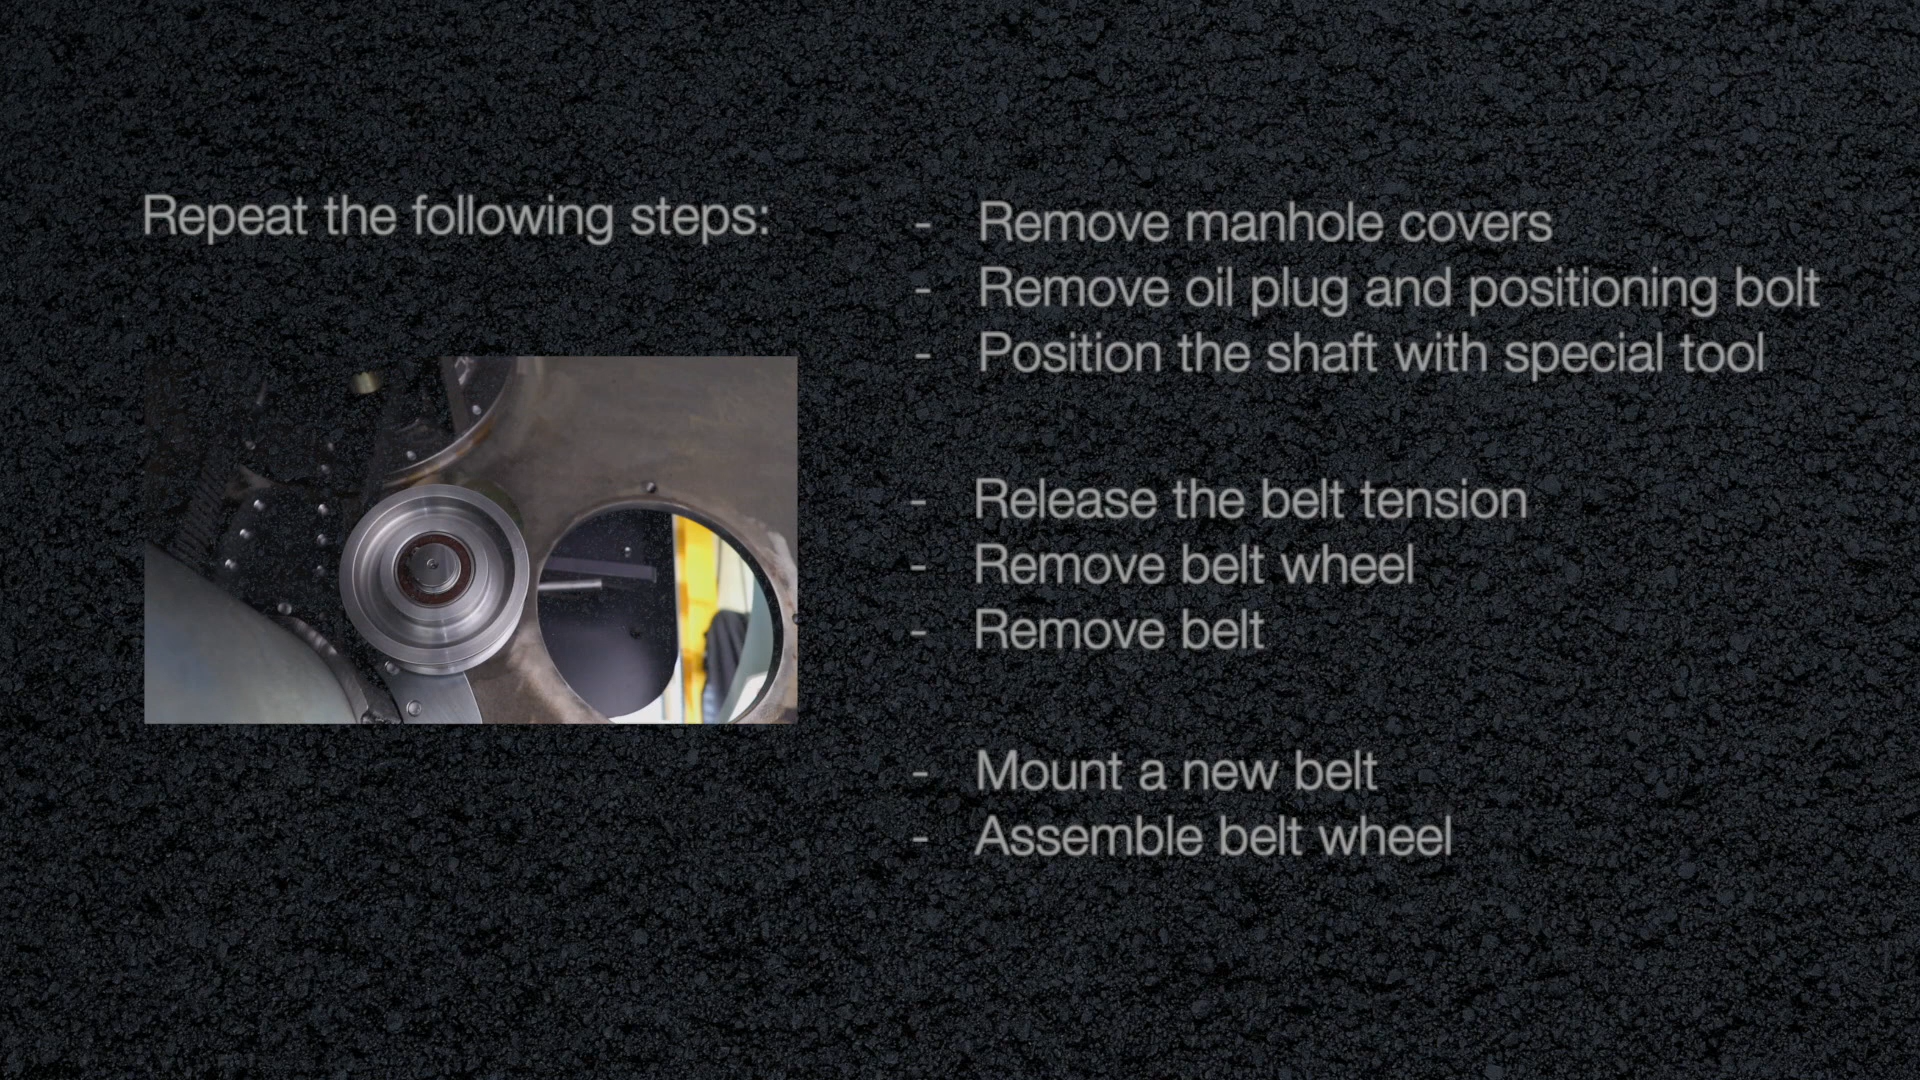 Repeat the following steps:
- Remove manhole covers
- Remove oil plug and positioning bolt
- Position the shaft with special tool
- Release the belt tension
- Remove belt wheel
- Remove belt
- Mount a new belt
- Assemble belt wheel